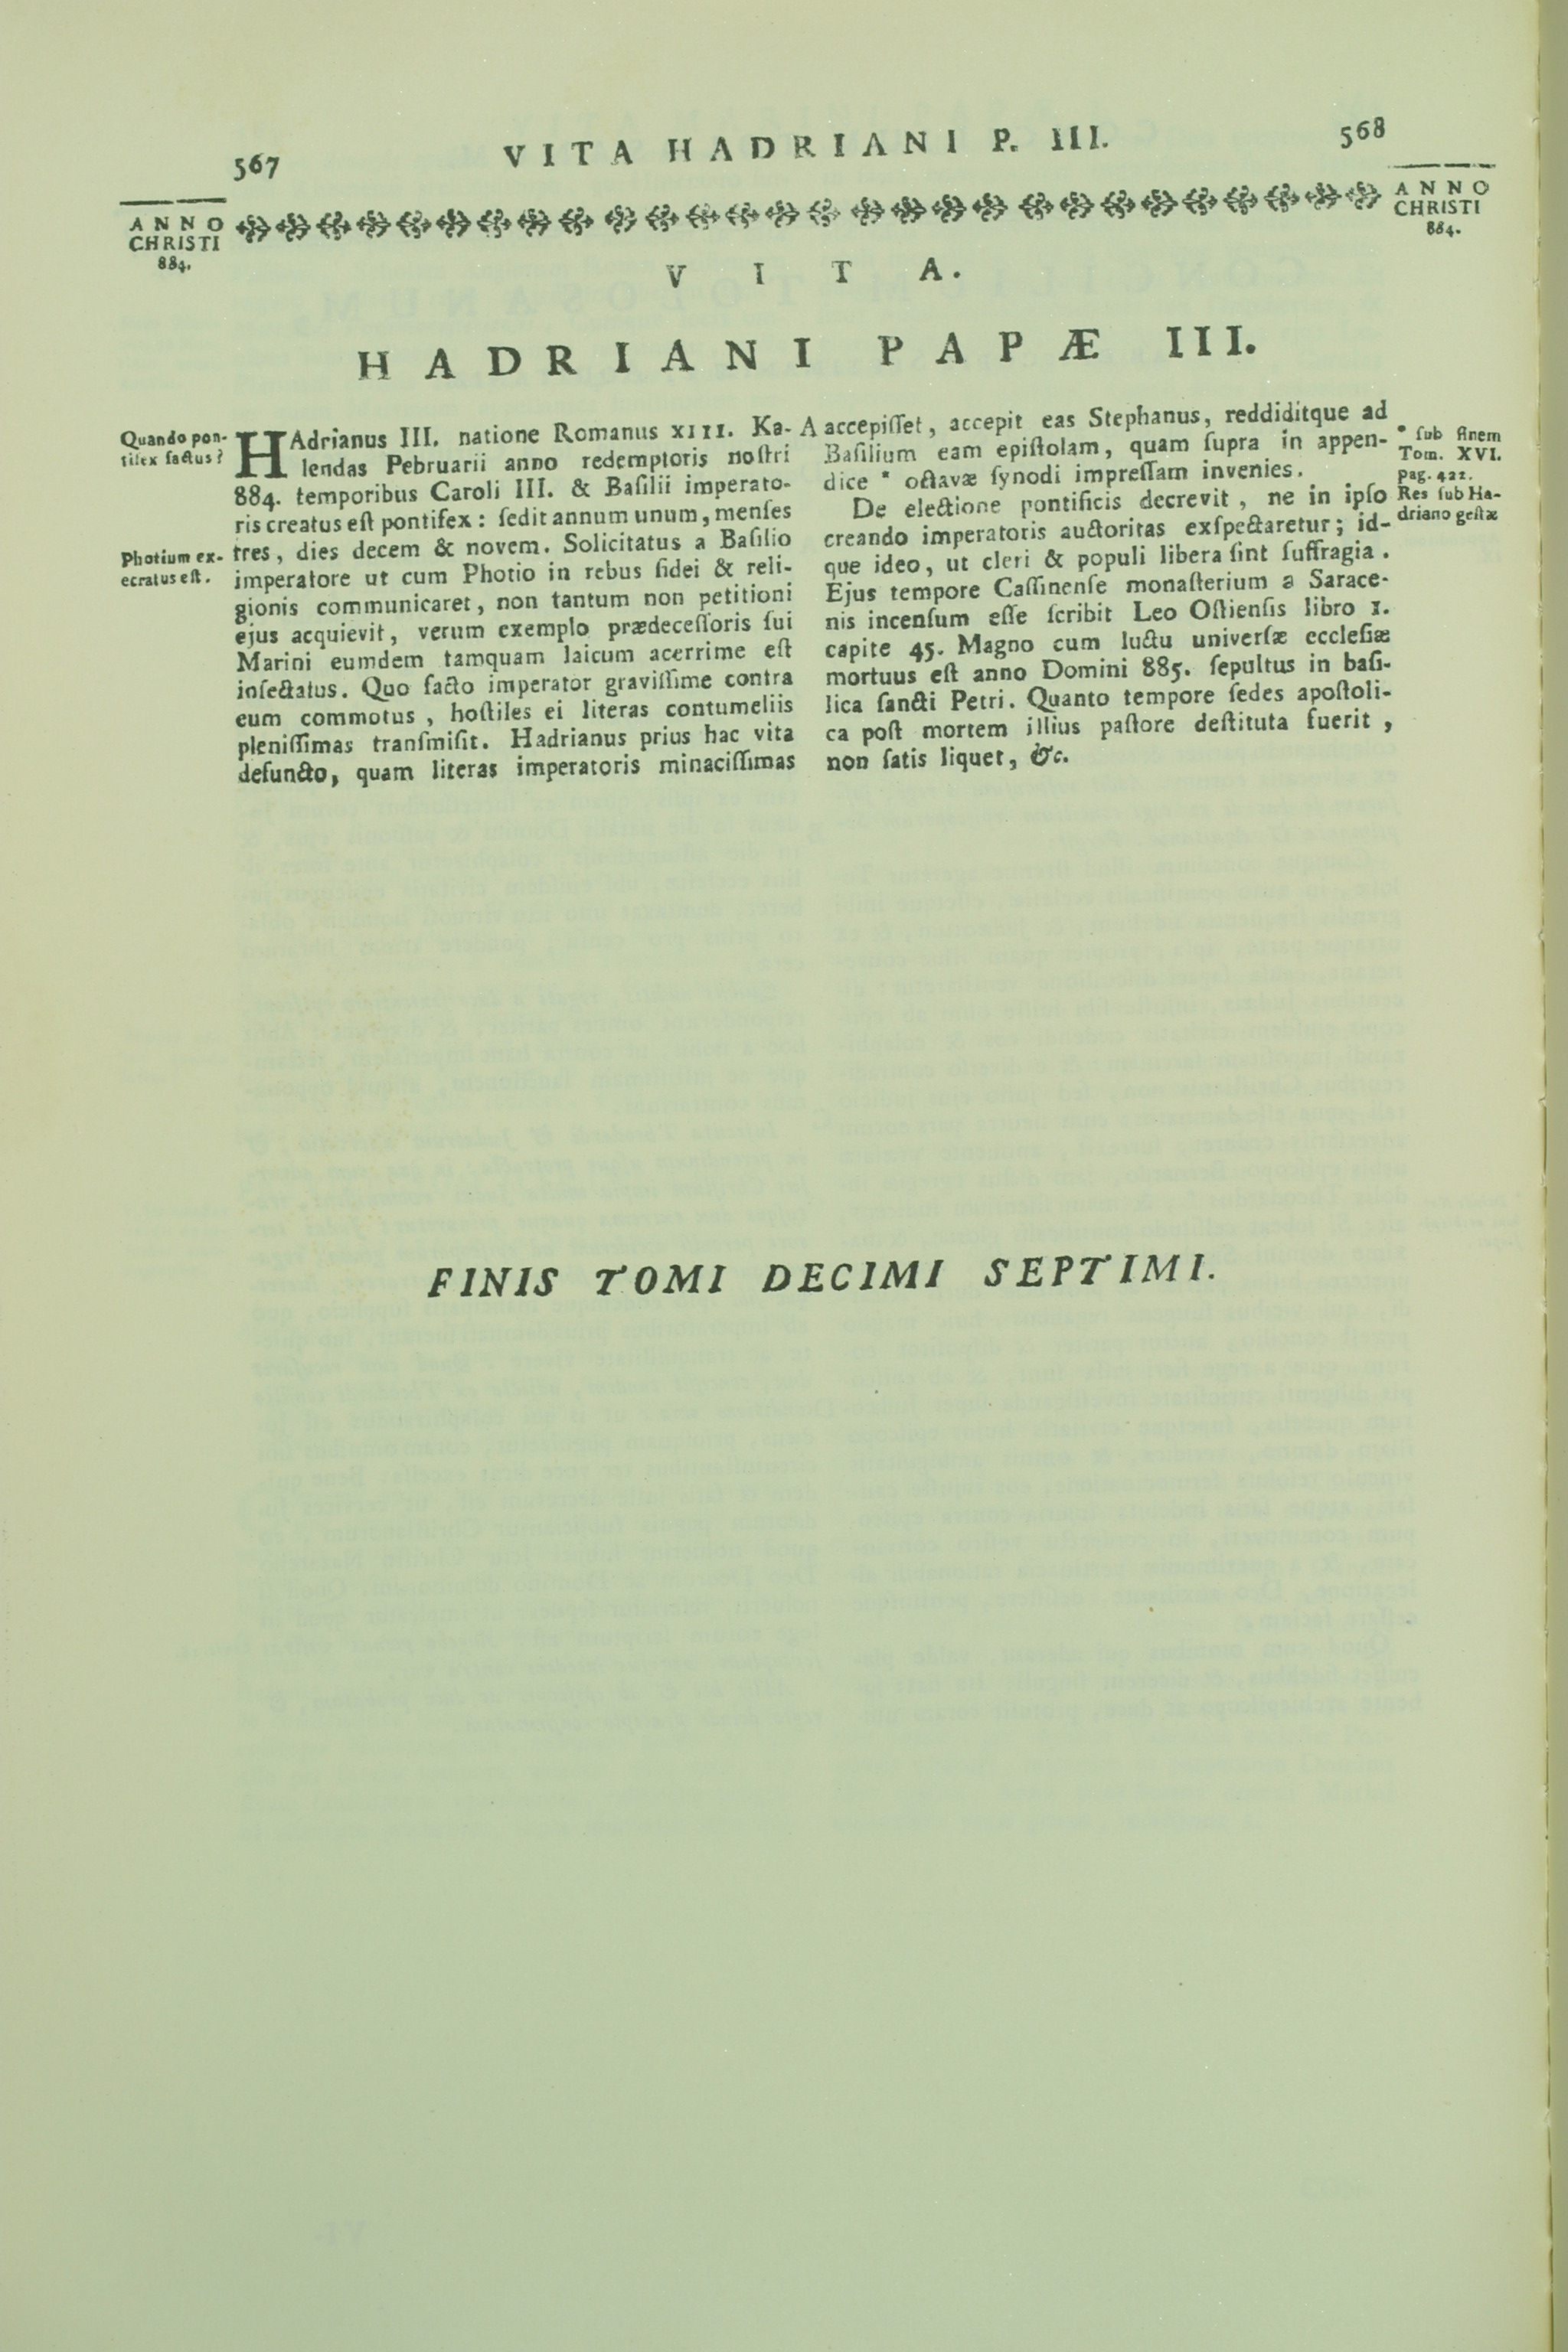 567
VITA HADRIANI P. III.
568
ANNO
CHRISTI
884.
ANNO
CHRISTI
884.
VITA.
HADRIANI PAPÆ III.
Quando pon-
tifex factus?
HAdrianus III. natione Romanus XIII. Ka-
lendas Pebruarii anno redemptoris noſtri
884. temporibus Caroli III. & Baſilii imperato-
ris creatus eſt pontifex: ſedit annum unum, menſes
Photium ex-
ecratus eſt.
tres, dies decem & novem. Solicitatus a Baſilio
imperatore ut cum Photio in rebus fidei & reli-
gionis communicaret, non tantum non petitioni
ejus acquievit, verum exemplo prædeceſſoris ſui
Marini eumdem tamquam laicum acerrime eſt
inſectatus. Quo facto imperator graviſſime contra
eum commotus, hoſtiles ei literas contumeliis
pleniſſimas tranſmiſit. Hadrianus prius hac vita
defuncto, quam literas imperatoris minaciſſimas
A accepiſſet, accepit eas Stephanus, reddiditque ad
Baſilium eam epiſtolam, quam ſupra in appen-
dice * octavæ ſynodi impreſſam invenies.
* ſub finem
Tom. XVI.
pag. 422.
Res ſub Ha-
driano geſtæ
De electione pontificis decrevit, ne in ipſo
creando imperatoris auctoritas exſpectaretur; id-
que ideo, ut cleri & populi libera ſint ſuffragia.
Ejus tempore Caſſinenſe monaſterium a Sarace-
nis incenſum eſſe ſcribit Leo Oſtienſis libro 1.
capite 45. Magno cum luctu univerſæ eccleſiæ
mortuus eſt anno Domini 885. ſepultus in baſi-
lica ſancti Petri. Quanto tempore ſedes apoſtoli-
ca poſt mortem illius paſtore deſtituta fuerit,
non ſatis liquet, &c.
FINIS TOMI DECIMI SEPTIMI.